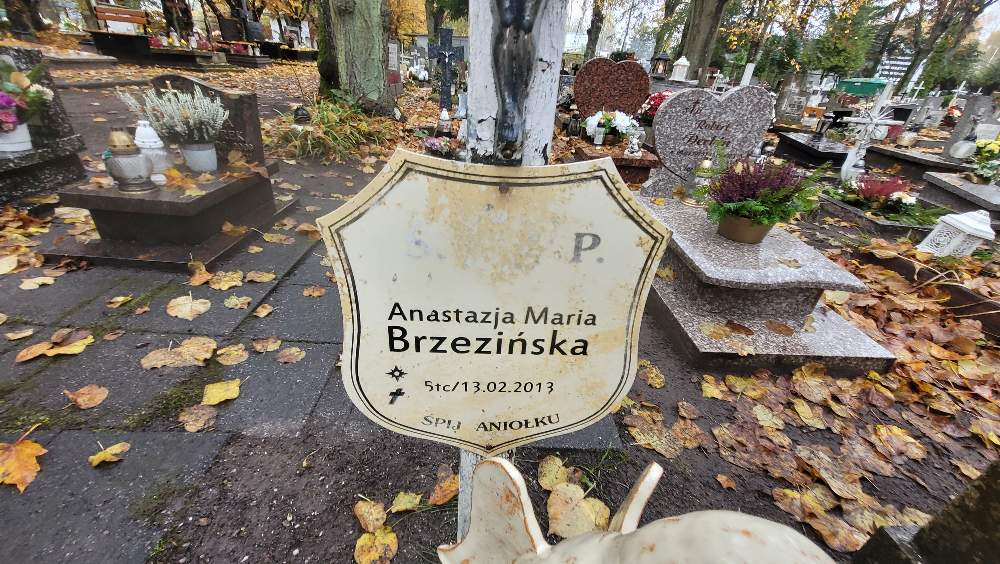 Ś. P.
Anastazja Maria
Brzezińska
5tc/13.02.2013
ŚPIJ ANIOŁKU